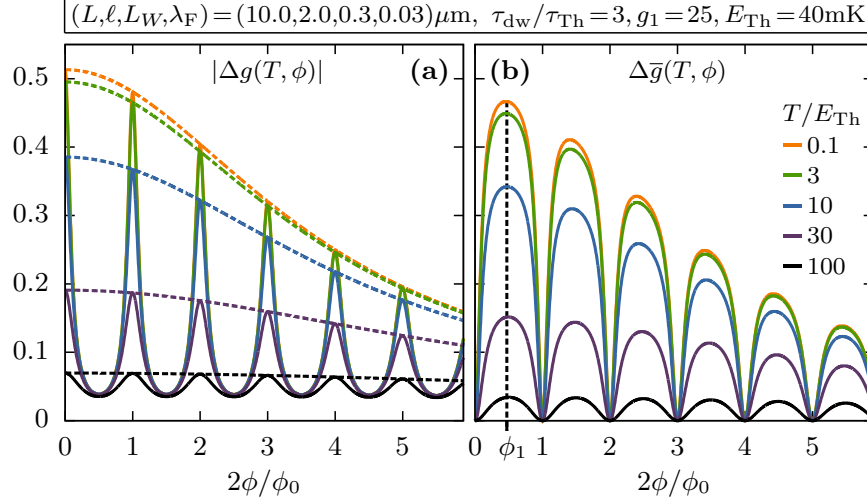 (L,ℓ,L_W,λ_F)=(10.0,2.0,0.3,0.03)μm, τ_dw/τ_Th=3, g_1=25, E_Th=40mK
|Δg(T,ϕ)| (a)
0.5
0.4
0.3
0.2
0.1
0
0 1 2 3 4 5
2ϕ/ϕ_0
(b) Δg̅(T,ϕ)
T/E_Th
0.1
3
10
30
100
0 ϕ_1 1 2 3 4 5
2ϕ/ϕ_0